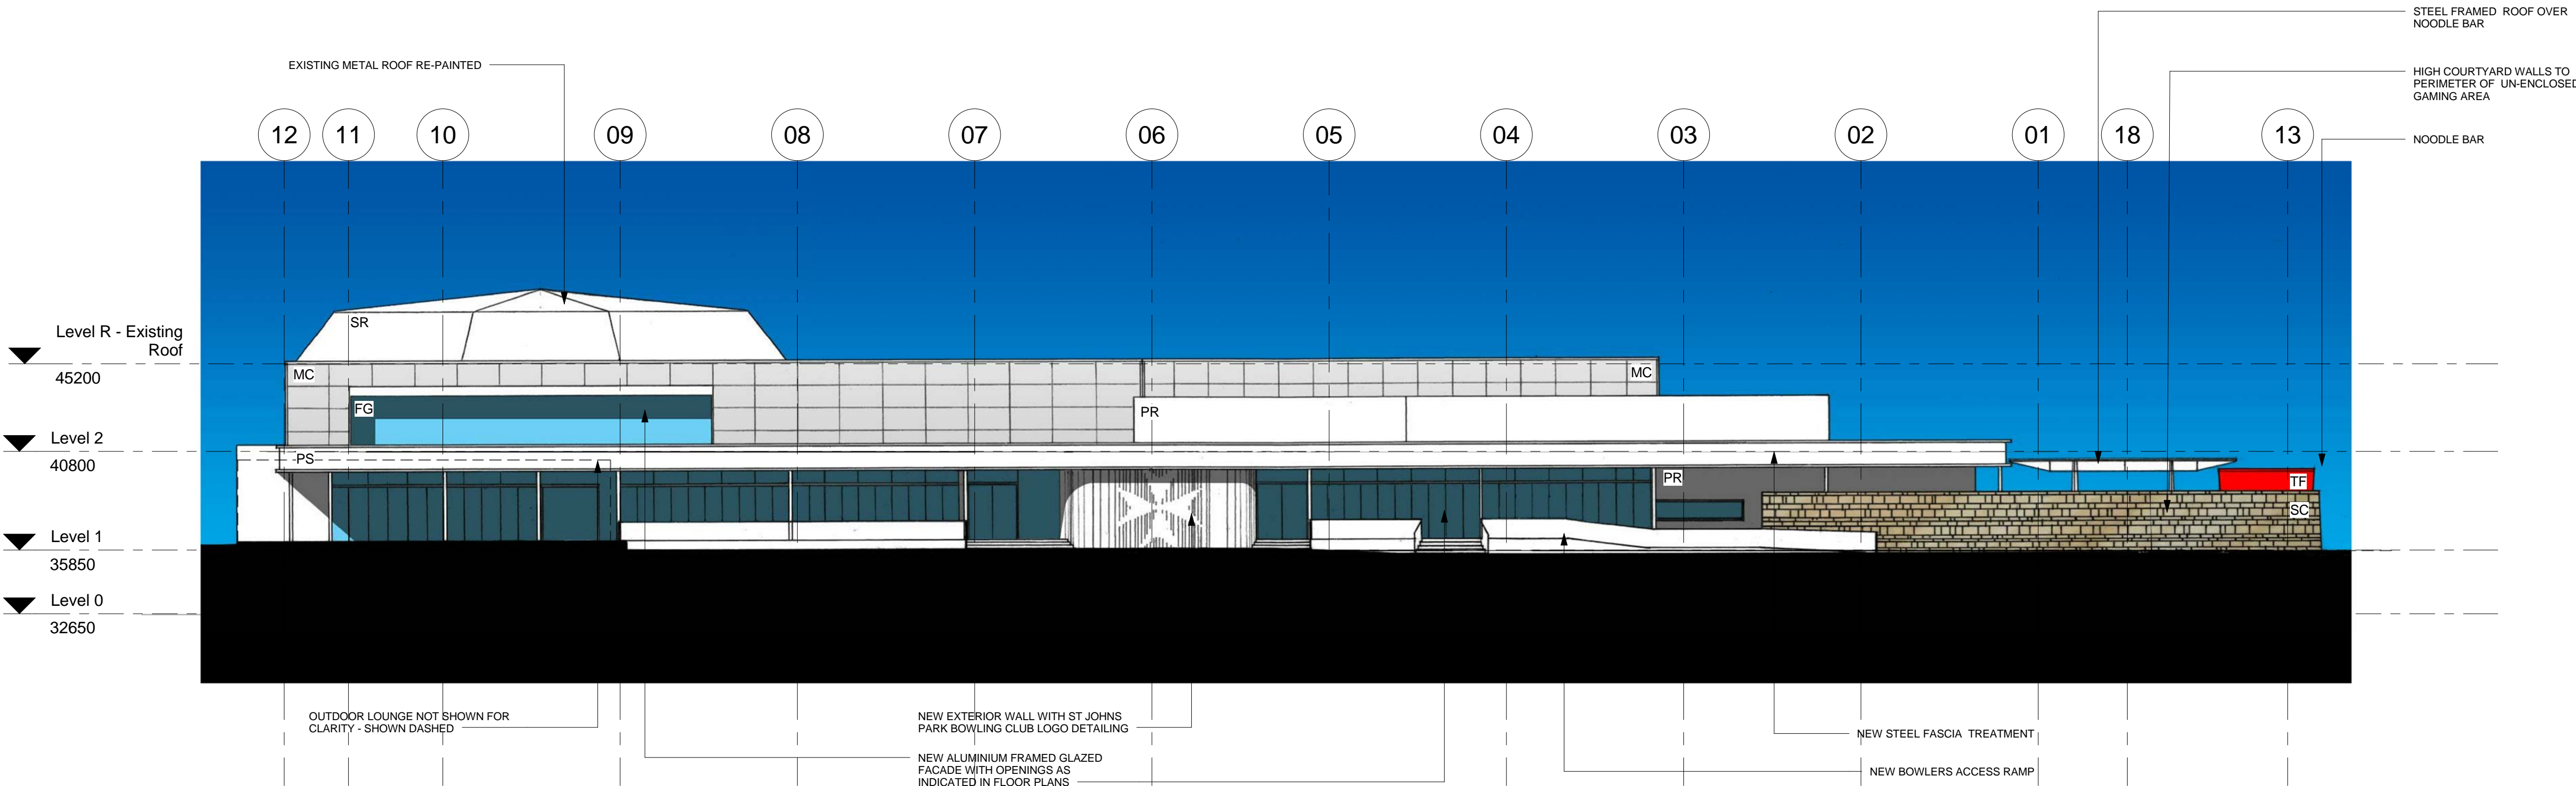 STEEL FRAMED ROOF OVER
NOODLE BAR
EXISTING METAL ROOF RE-PAINTED
HIGH COURTYARD WALLS TO
PERIMETER OF UN-ENCLOSED
GAMING AREA
12 11 10 09 08 07 06 05 04 03 02 01 18 13
NOODLE BAR
SR
Level R - Existing
Roof
45200
MC
MC
FG
PR
Level 2
40800
PS
PR
TF
SC
Level 1
35850
Level 0
32650
OUTDOOR LOUNGE NOT SHOWN FOR
CLARITY - SHOWN DASHED
NEW EXTERIOR WALL WITH ST JOHNS
PARK BOWLING CLUB LOGO DETAILING
NEW STEEL FASCIA TREATMENT
NEW ALUMINIUM FRAMED GLAZED
FACADE WITH OPENINGS AS
INDICATED IN FLOOR PLANS
NEW BOWLERS ACCESS RAMP